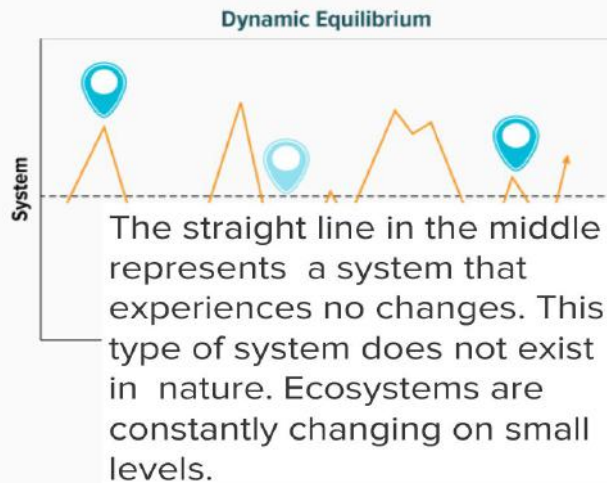 Dynamic Equilibrium
System
The straight line in the middle
represents a system that
experiences no changes. This
type of system does not exist
in nature. Ecosystems are
constantly changing on small
levels.